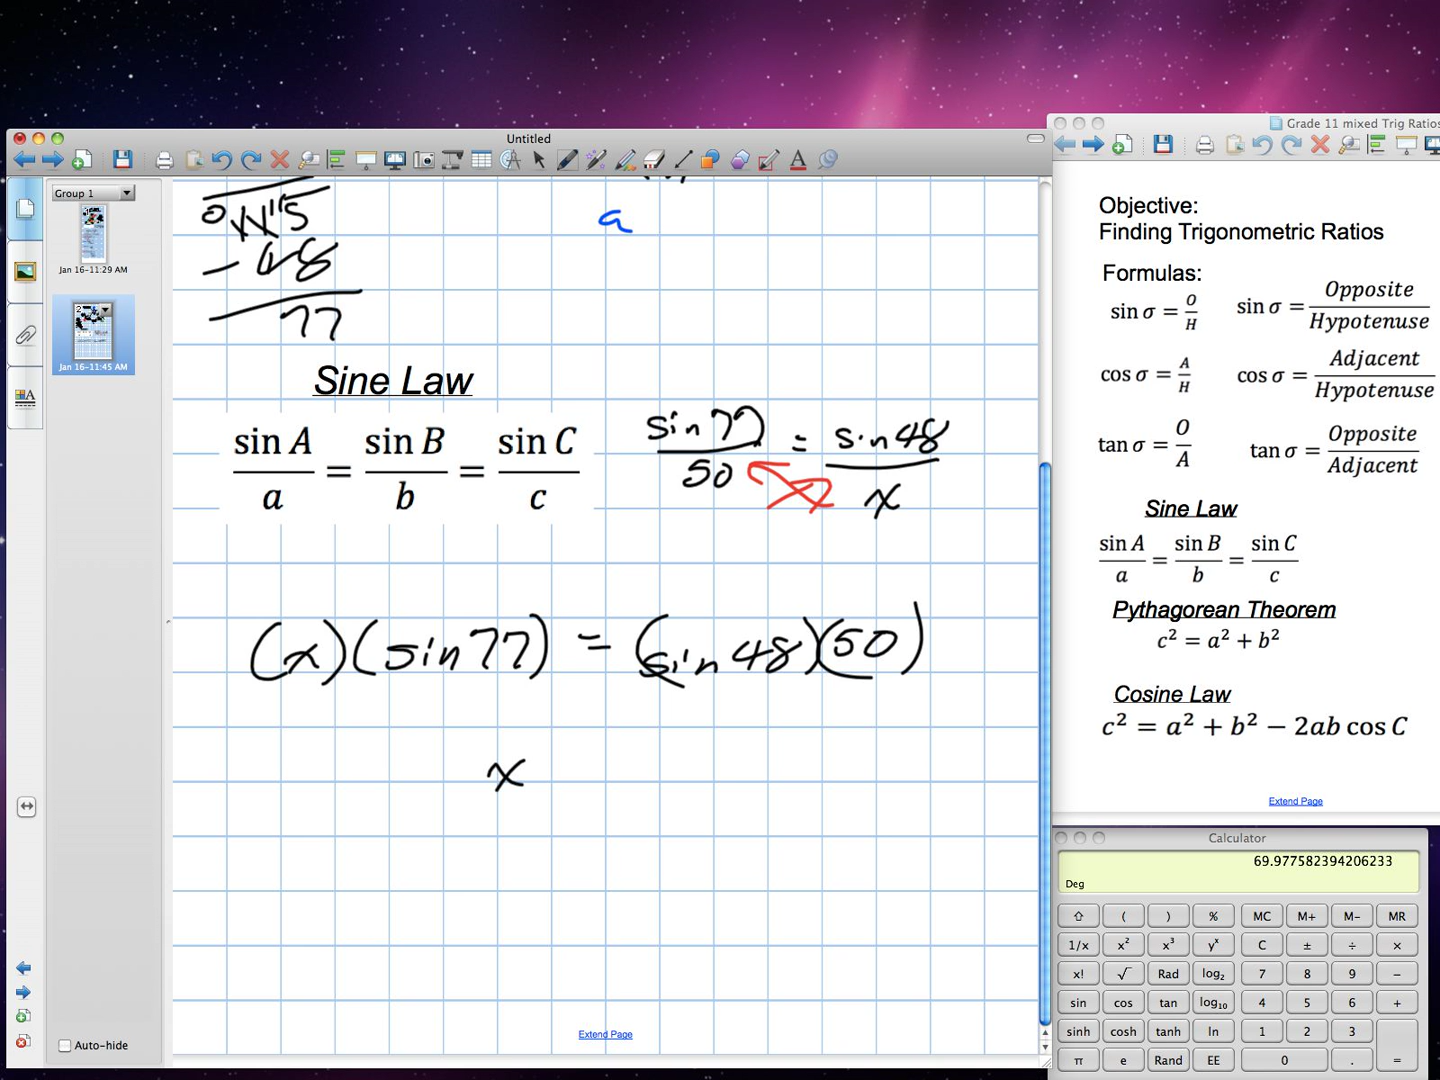 Untitled
Group 1
Jan 16-11:29 AM
2
Jan 16-11:45 AM
Auto-hide
115
- 48
77
a
Sine Law
sin A / a = sin B / b = sin C / c
sin 77 / 50 = sin 48 / x
(x)(sin 77) = (sin 48)(50)
x
Extend Page
Grade 11 mixed Trig Ratios
Objective:
Finding Trigonometric Ratios
Formulas:
sin σ = O / H sin σ = Opposite / Hypotenuse
cos σ = A / H cos σ = Adjacent / Hypotenuse
tan σ = O / A tan σ = Opposite / Adjacent
Sine Law
sin A / a = sin B / b = sin C / c
Pythagorean Theorem
c² = a² + b²
Cosine Law
c² = a² + b² − 2ab cos C
Extend Page
Calculator
69.977582394206233
Deg
( ) % MC M+ M- MR
1/x x² x³ yˣ C ± ÷ ×
x! √ Rad log₂ 7 8 9 −
sin cos tan log₁₀ 4 5 6 +
sinh cosh tanh ln 1 2 3
π e Rand EE 0 . =